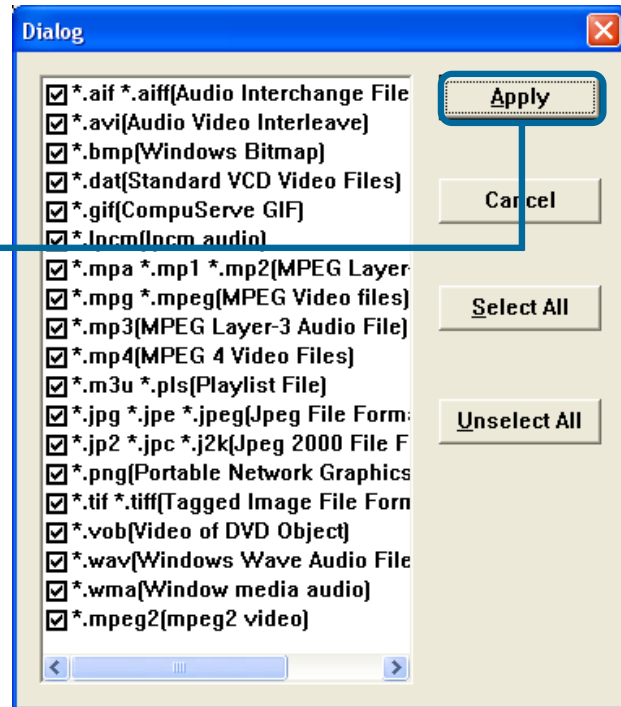 Dialog
*.aif *.aiff(Audio Interchange File
*.avi(Audio Video Interleave)
*.bmp(Windows Bitmap)
*.dat(Standard VCD Video Files)
*.gif(CompuServe GIF)
*.lpcm(lpcm audio)
*.mpa *.mp1 *.mp2(MPEG Layer-
*.mpg *.mpeg(MPEG Video files)
*.mp3(MPEG Layer-3 Audio File)
*.mp4(MPEG 4 Video Files)
*.m3u *.pls(Playlist File)
*.jpg *.jpe *.jpeg(Jpeg File Form
*.jp2 *.jpc *.j2k(Jpeg 2000 File F
*.png(Portable Network Graphics
*.tif *.tiff(Tagged Image File Form
*.vob(Video of DVD Object)
*.wav(Windows Wave Audio File
*.wma(Window media audio)
*.mpeg2(mpeg2 video)
Apply
Cancel
Select All
Unselect All